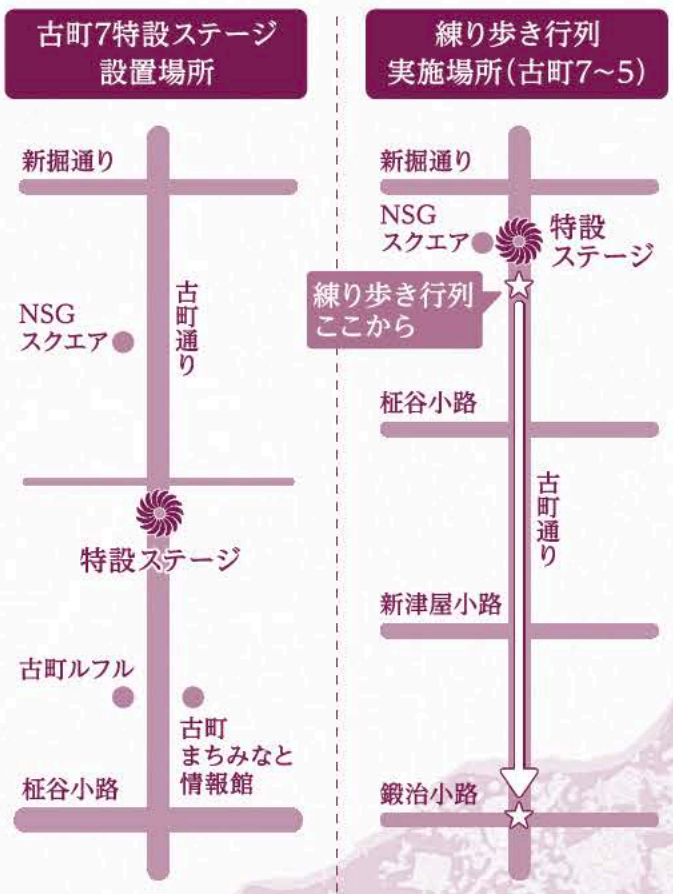 古町7特設ステージ
設置場所
新掘通り
古町通り
NSG
スクエア
特設ステージ
古町ルフル
古町
まちみなと
情報館
柾谷小路
練り歩き行列
実施場所(古町7~5)
新掘通り
NSG
スクエア
特設
ステージ
練り歩き行列
ここから
柾谷小路
古町通り
新津屋小路
鍛治小路